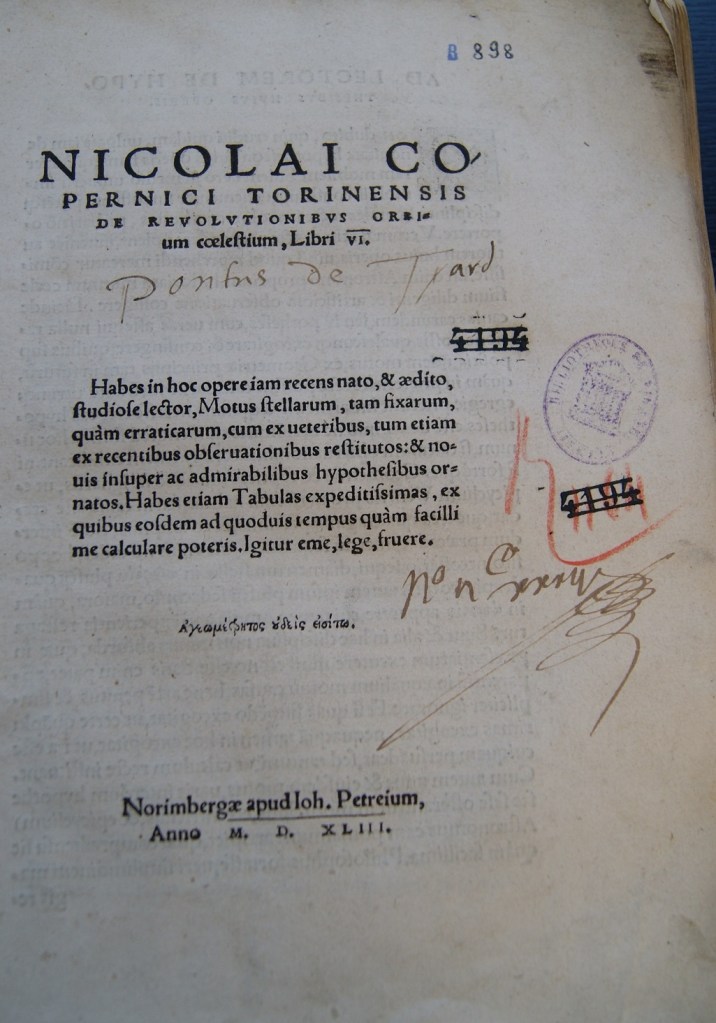 B 898
NICOLAI CO
PERNICI TORINENSIS
DE REVOLVTIONIBVS ORBI=
um cœleſtium, Libri VI.
Pontus De Tyard
4194
Habes in hoc opere iam recens nato, & ædito,
ſtudioſe lector, Motus ſtellarum, tam fixarum,
quàm erraticarum, cum ex ueteribus, tum etiam
ex recentibus obſeruationibus reſtitutos: & no-
uis inſuper ac admirabilibus hypotheſibus or-
natos. Habes etiam Tabulas expeditiſsimas, ex
quibus eoſdem ad quoduis tempus quàm facilli
me calculare poteris. Igitur eme, lege, fruere.
4194
Ἀγεωμέτρητος οὐδεὶς εἰσίτω.
Norimbergæ apud Ioh. Petreium,
Anno M. D. XLIII.